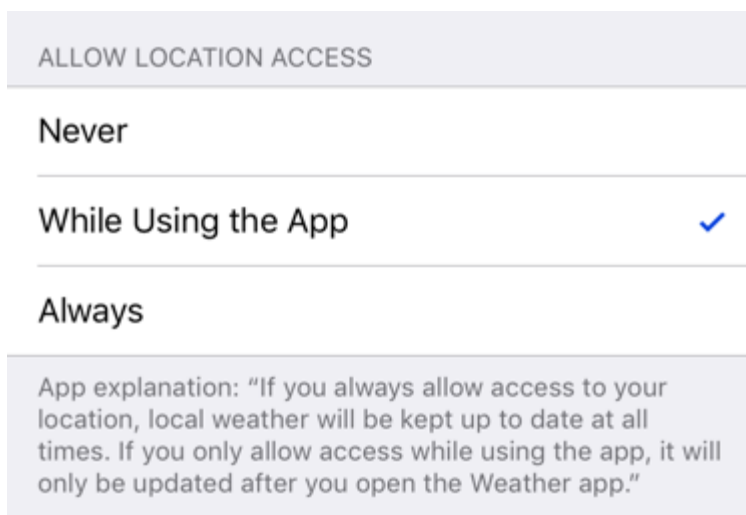 ALLOW LOCATION ACCESS
Never
While Using the App
Always
App explanation: “If you always allow access to your
location, local weather will be kept up to date at all
times. If you only allow access while using the app, it will
only be updated after you open the Weather app.”